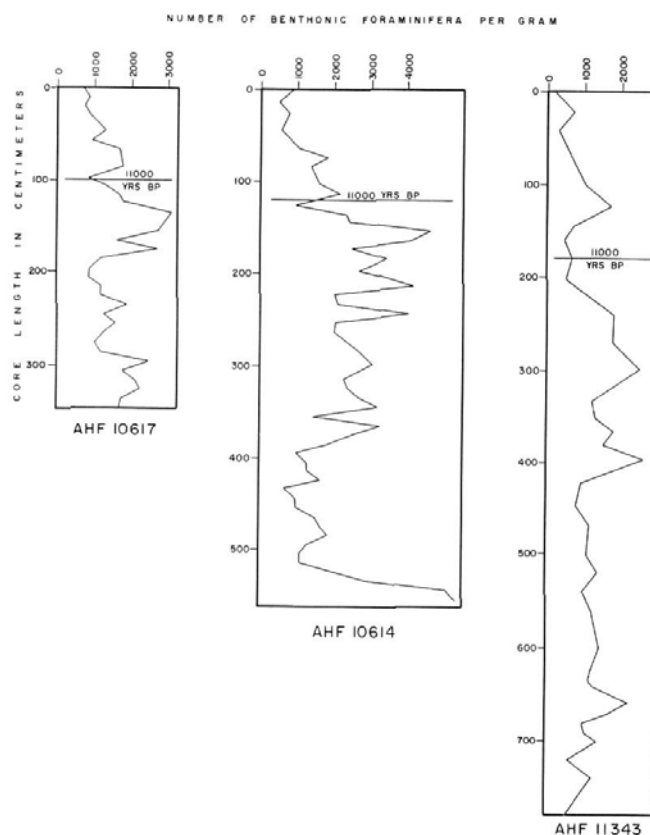 NUMBER OF BENTHONIC FORAMINIFERA PER GRAM
CORE LENGTH IN CENTIMETERS
0 1000 2000 3000
0
100
200
300
11000
YRS BP
AHF 10617
0 1000 2000 3000 4000
0
100
200
300
400
500
11000 YRS BP
AHF 10614
0 1000 2000
0
100
200
300
400
500
600
700
11000
YRS BP
AHF 11343